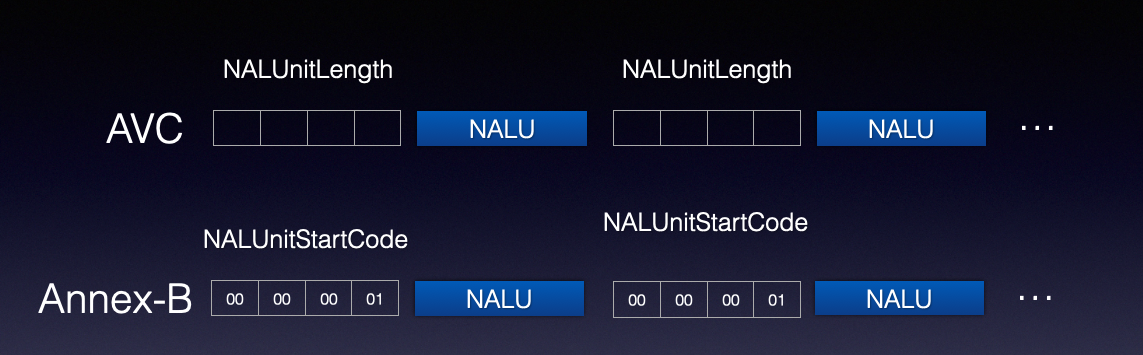 NALUnitLength NALUnitLength
AVC NALU NALU ...
NALUnitStartCode NALUnitStartCode
Annex-B 00 00 00 01 NALU 00 00 00 01 NALU ...